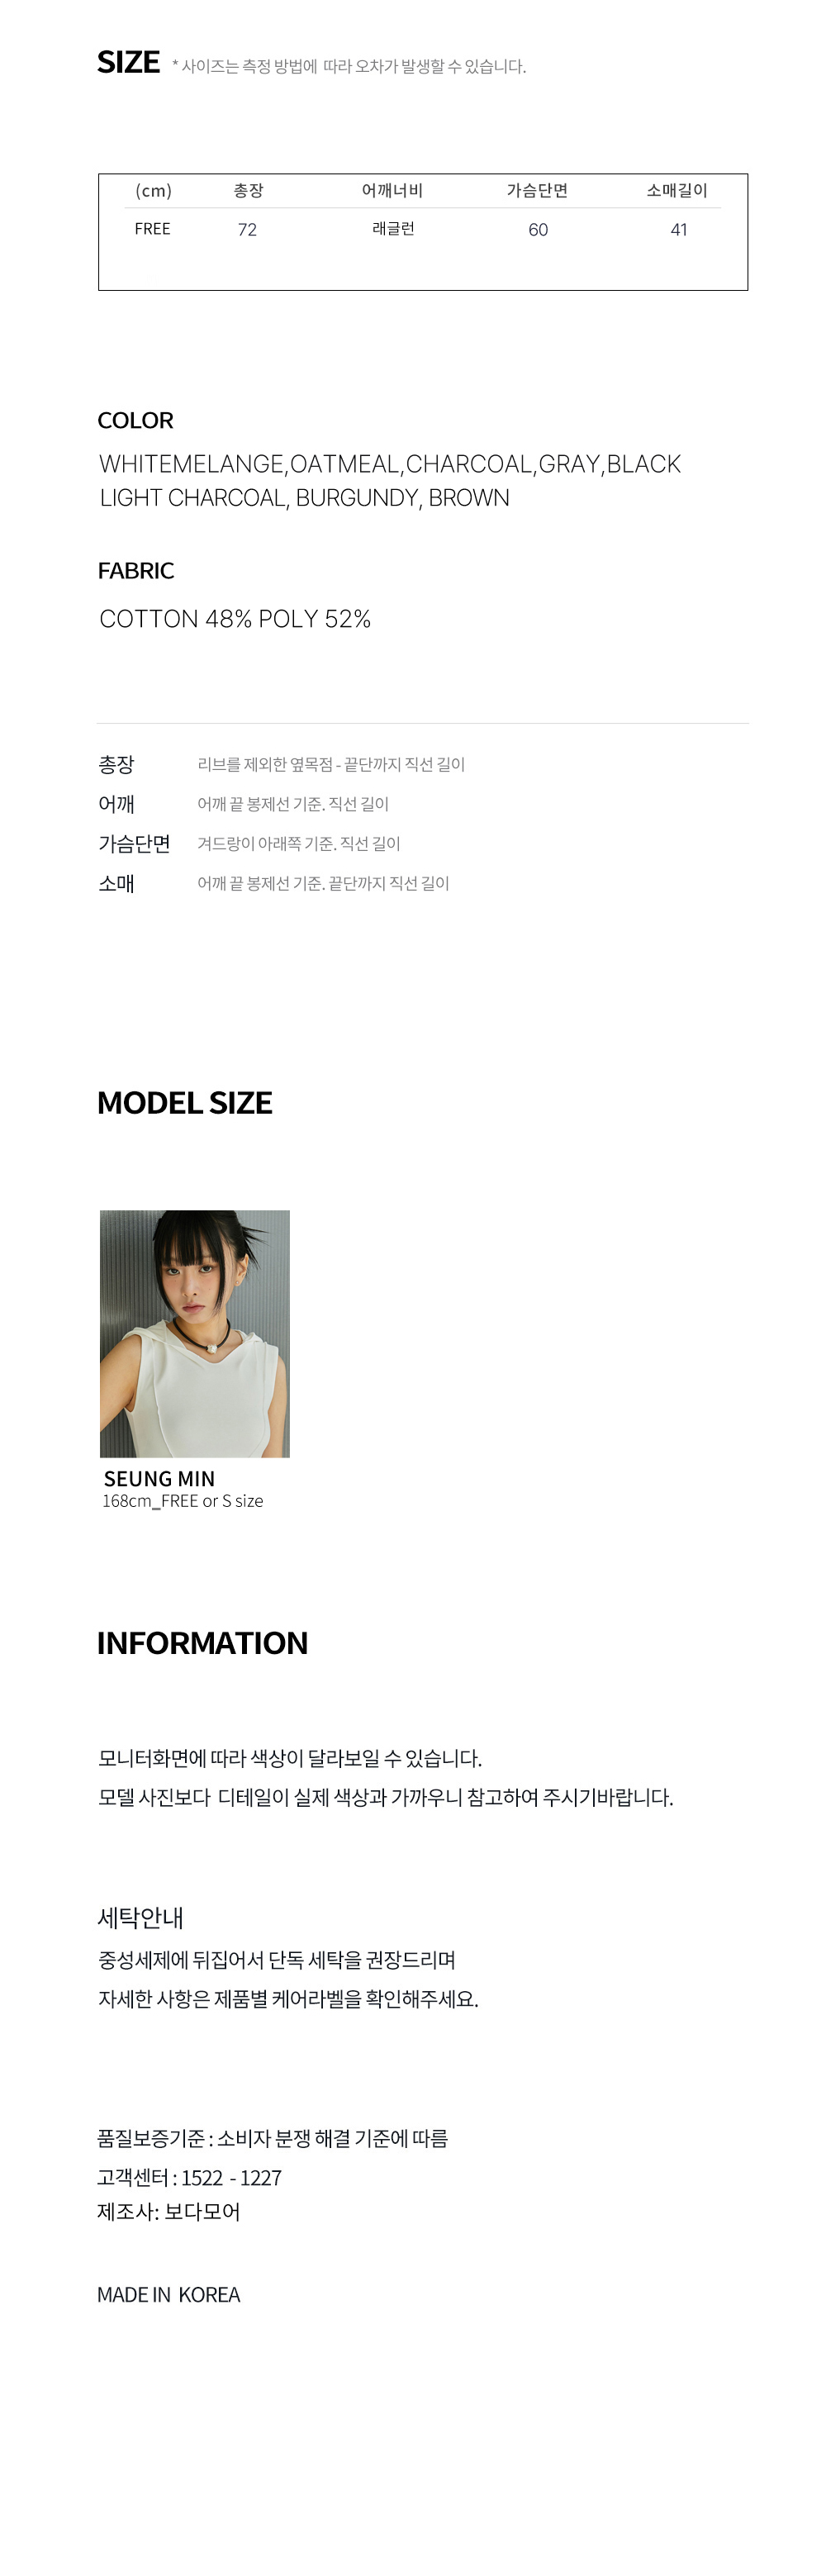 SIZE * 사이즈는 측정 방법에 따라 오차가 발생할 수 있습니다.
(cm) 총장 어깨너비 가슴단면 소매길이
FREE 72 래글런 60 41
COLOR
WHITEMELANGE,OATMEAL,CHARCOAL,GRAY,BLACK
LIGHT CHARCOAL, BURGUNDY, BROWN
FABRIC
COTTON 48% POLY 52%
총장 리브를 제외한 옆목점 - 끝단까지 직선 길이
어깨 어깨 끝 봉제선 기준. 직선 길이
가슴단면 겨드랑이 아래쪽 기준. 직선 길이
소매 어깨 끝 봉제선 기준. 끝단까지 직선 길이
MODEL SIZE
SEUNG MIN
168cm_FREE or S size
INFORMATION
모니터화면에 따라 색상이 달라보일 수 있습니다.
모델 사진보다 디테일이 실제 색상과 가까우니 참고하여 주시기바랍니다.
세탁안내
중성세제에 뒤집어서 단독 세탁을 권장드리며
자세한 사항은 제품별 케어라벨을 확인해주세요.
품질보증기준 : 소비자 분쟁 해결 기준에 따름
고객센터 : 1522 - 1227
제조사: 보다모어
MADE IN KOREA